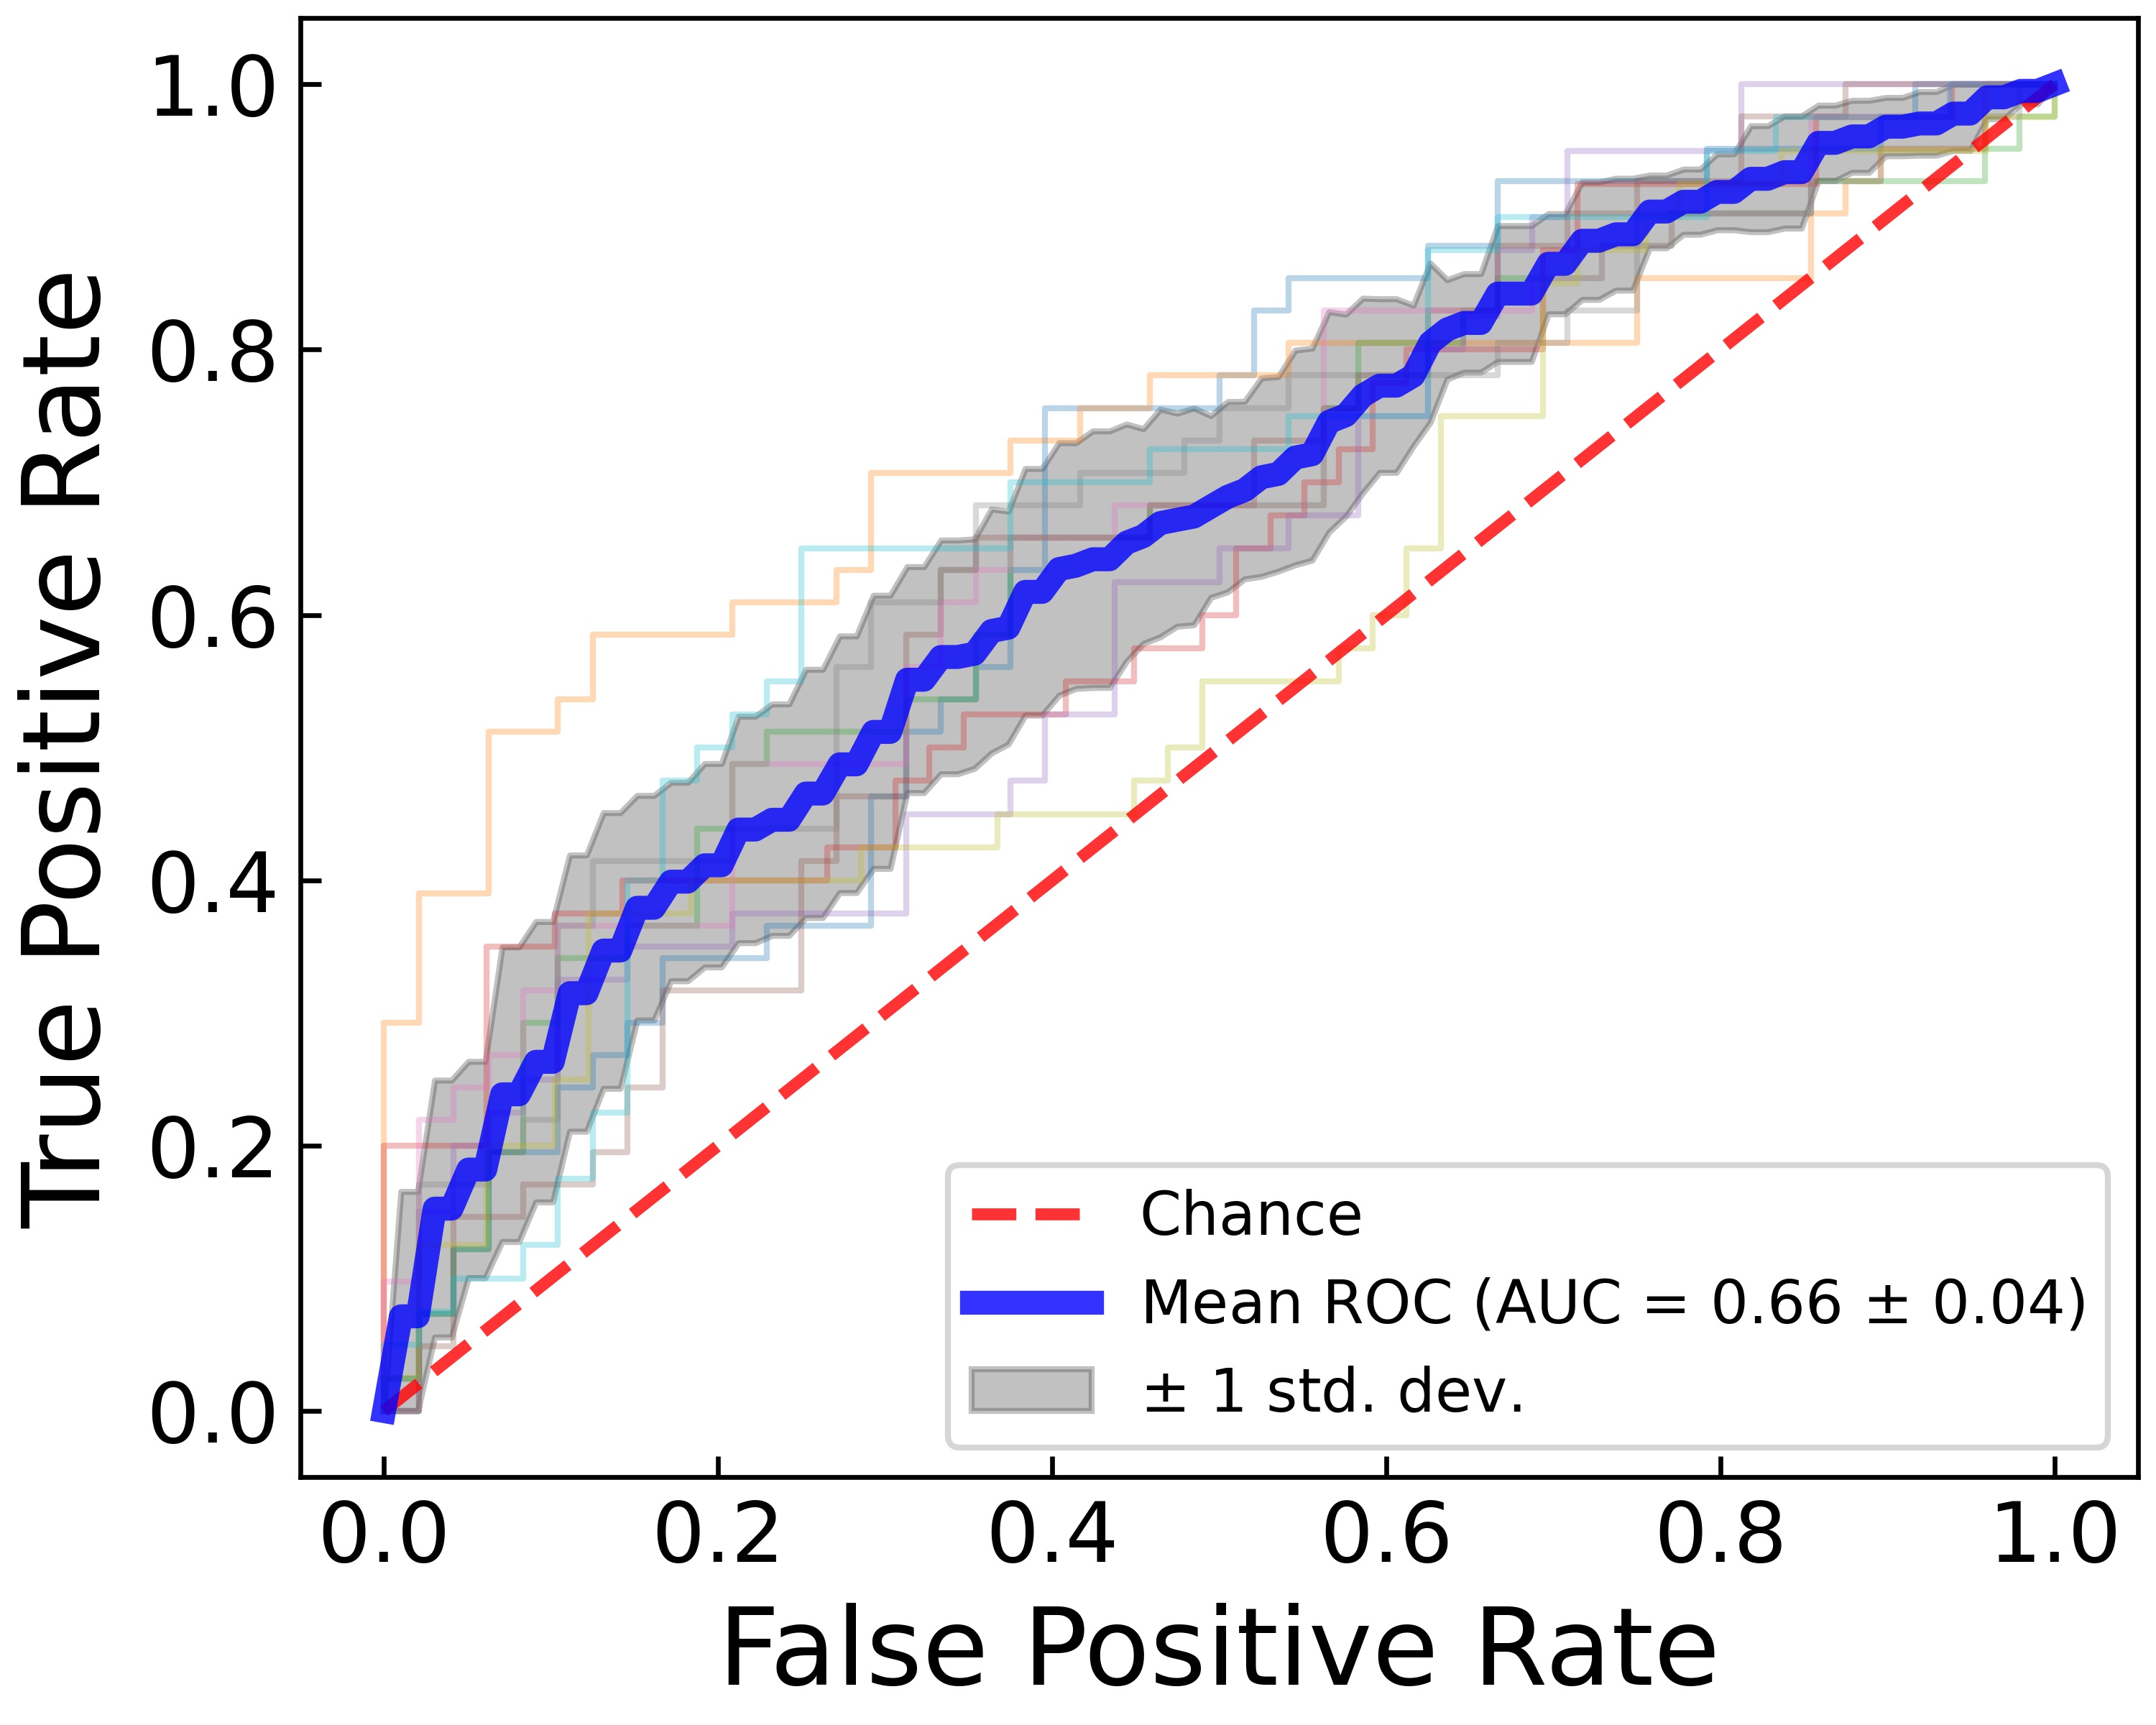 True Positive Rate
1.0
0.8
0.6
0.4
0.2
0.0
Chance
Mean ROC (AUC = 0.66 ± 0.04)
± 1 std. dev.
0.0 0.2 0.4 0.6 0.8 1.0
False Positive Rate